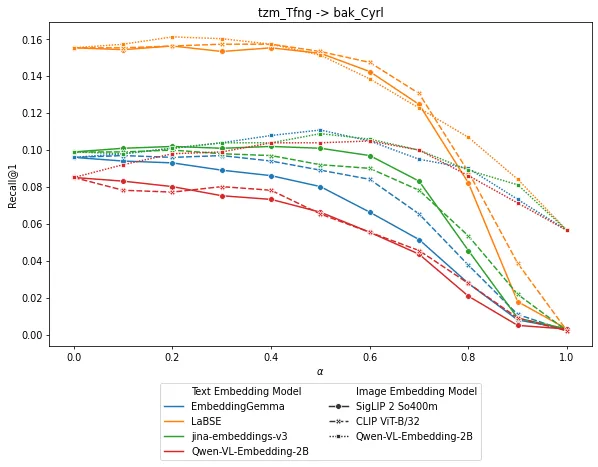 tzm_Tfng -> bak_Cyrl
Recall@1
0.16
0.14
0.12
0.10
0.08
0.06
0.04
0.02
0.00
0.0 0.2 0.4 0.6 0.8 1.0
α
Text Embedding Model
EmbeddingGemma
LaBSE
jina-embeddings-v3
Qwen-VL-Embedding-2B
Image Embedding Model
SigLIP 2 So400m
CLIP ViT-B/32
Qwen-VL-Embedding-2B